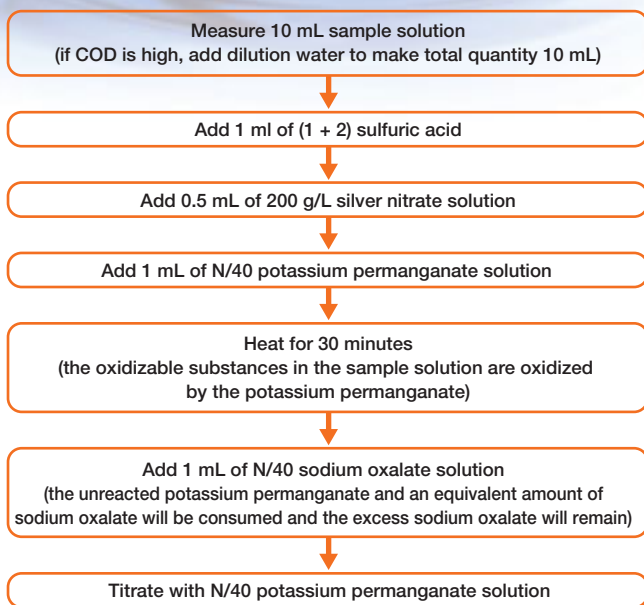 Measure 10 mL sample solution
(if COD is high, add dilution water to make total quantity 10 mL)
Add 1 ml of (1 + 2) sulfuric acid
Add 0.5 mL of 200 g/L silver nitrate solution
Add 1 mL of N/40 potassium permanganate solution
Heat for 30 minutes
(the oxidizable substances in the sample solution are oxidized
by the potassium permanganate)
Add 1 mL of N/40 sodium oxalate solution
(the unreacted potassium permanganate and an equivalent amount of
sodium oxalate will be consumed and the excess sodium oxalate will remain)
Titrate with N/40 potassium permanganate solution